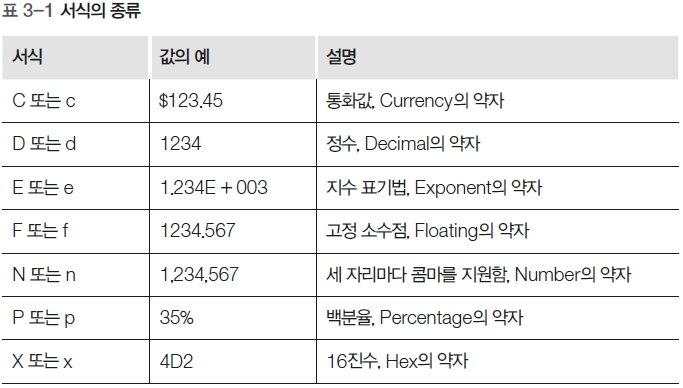 표 3-1 서식의 종류
서식 값의 예 설명
C 또는 c $123.45 통화값, Currency의 약자
D 또는 d 1234 정수, Decimal의 약자
E 또는 e 1.234E+003 지수 표기법, Exponent의 약자
F 또는 f 1234.567 고정 소수점, Floating의 약자
N 또는 n 1,234,567 세 자리마다 콤마를 지원함, Number의 약자
P 또는 p 35% 백분율, Percentage의 약자
X 또는 x 4D2 16진수, Hex의 약자